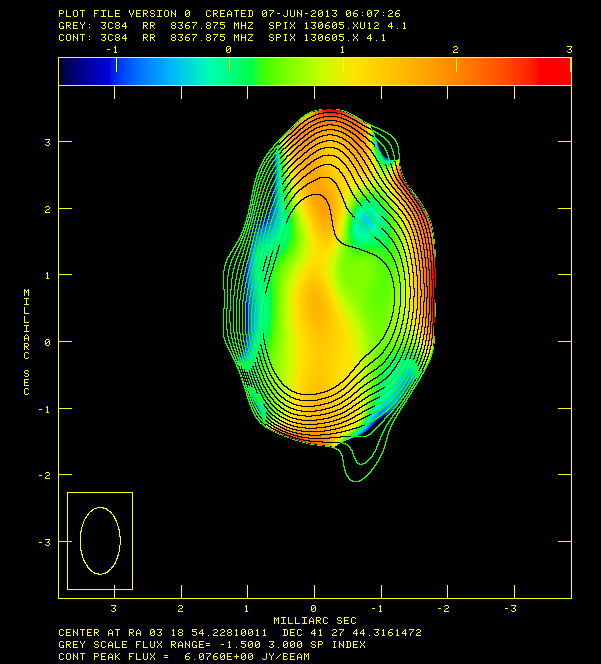 PLOT FILE VERSION 0  CREATED 07-JUN-2013 06:07:26
GREY: 3C84  RR  8367.875 MHZ  SPIX 130605.XU12 4.1
CONT: 3C84  RR  8367.875 MHZ  SPIX 130605.X 4.1
-1 0 1 2 3
3
2
1
0
-1
-2
-3
MILLIARC SEC
3 2 1 0 -1 -2 -3
MILLIARC SEC
CENTER AT RA 03 18 54.22810011  DEC 41 27 44.3161472
GREY SCALE FLUX RANGE= -1.500 3.000 SP INDEX
CONT PEAK FLUX =  6.0760E+00 JY/BEAM